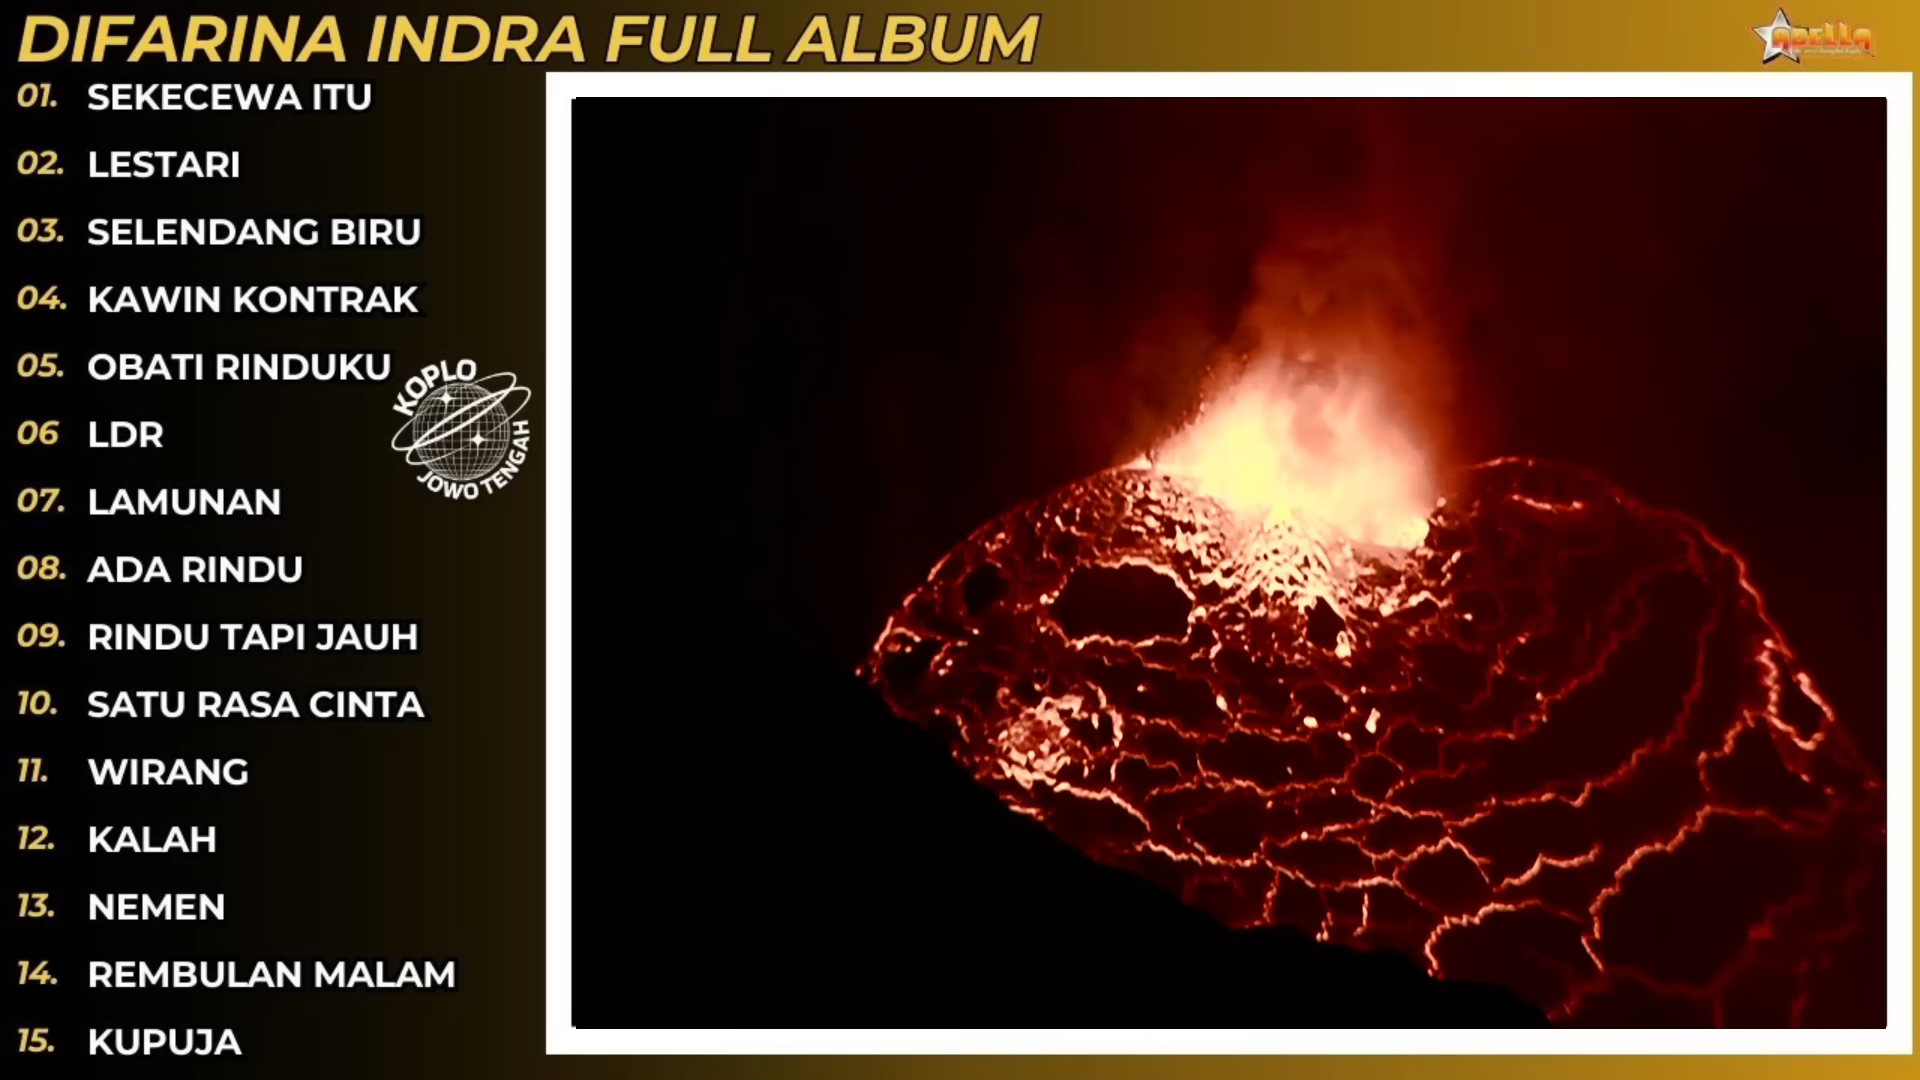 DIFARINA INDRA FULL ALBUM
ABELLA
01. SEKECEWA ITU
02. LESTARI
03. SELENDANG BIRU
04. KAWIN KONTRAK
05. OBATI RINDUKU
KOPLO
JOWO TENGAH
06 LDR
07. LAMUNAN
08. ADA RINDU
09. RINDU TAPI JAUH
10. SATU RASA CINTA
11. WIRANG
12. KALAH
13. NEMEN
14. REMBULAN MALAM
15. KUPUJA